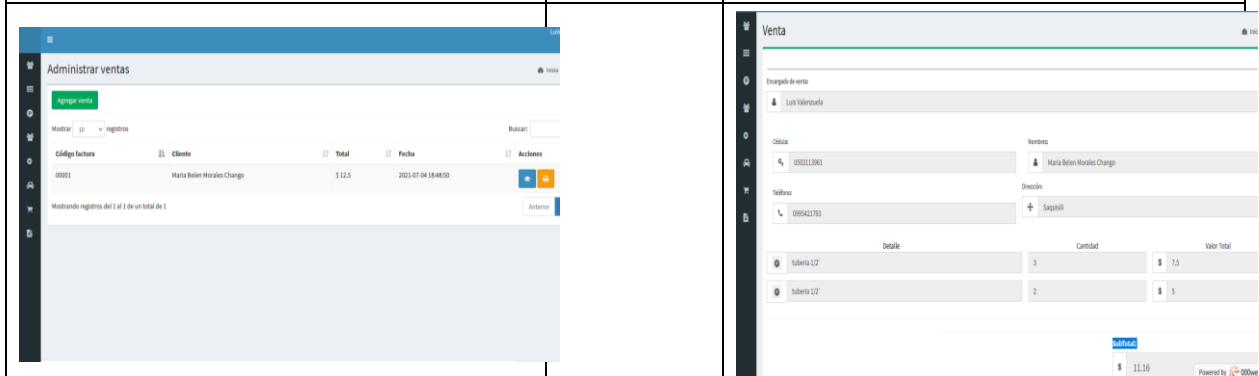 Luis
Administrar ventas
Inicio
Agregar venta
Mostrar 10 registros
Buscar:
Código factura Cliente Total Fecha Acciones
00001 Maria Belen Morales Chango $ 12.5 2021-07-04 18:48:50
Mostrando registros del 1 al 1 de un total de 1
Anterior
Venta
Inic
Encargado de venta:
Luis Valenzuela
Cédula: Nombres:
0503113961 Maria Belen Morales Chango
Teléfono: Dirección:
0995421793 Saquisili
Detalle Cantidad Valor Total
tuberia 1/2' 3 $ 7.5
tuberia 1/2' 2 $ 5
SubTotal:
$ 11.16
Powered by 000we